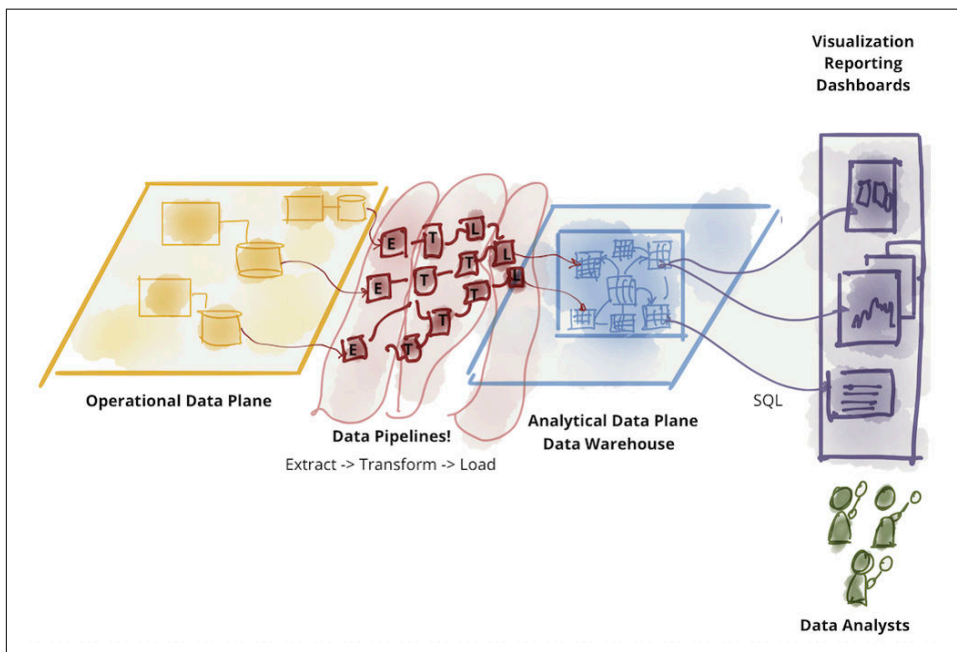 Visualization
Reporting
Dashboards
E
T
L
E
T
T
L
E
T
T
T
L
Operational Data Plane
Data Pipelines!
Extract -> Transform -> Load
Analytical Data Plane
Data Warehouse
SQL
Data Analysts